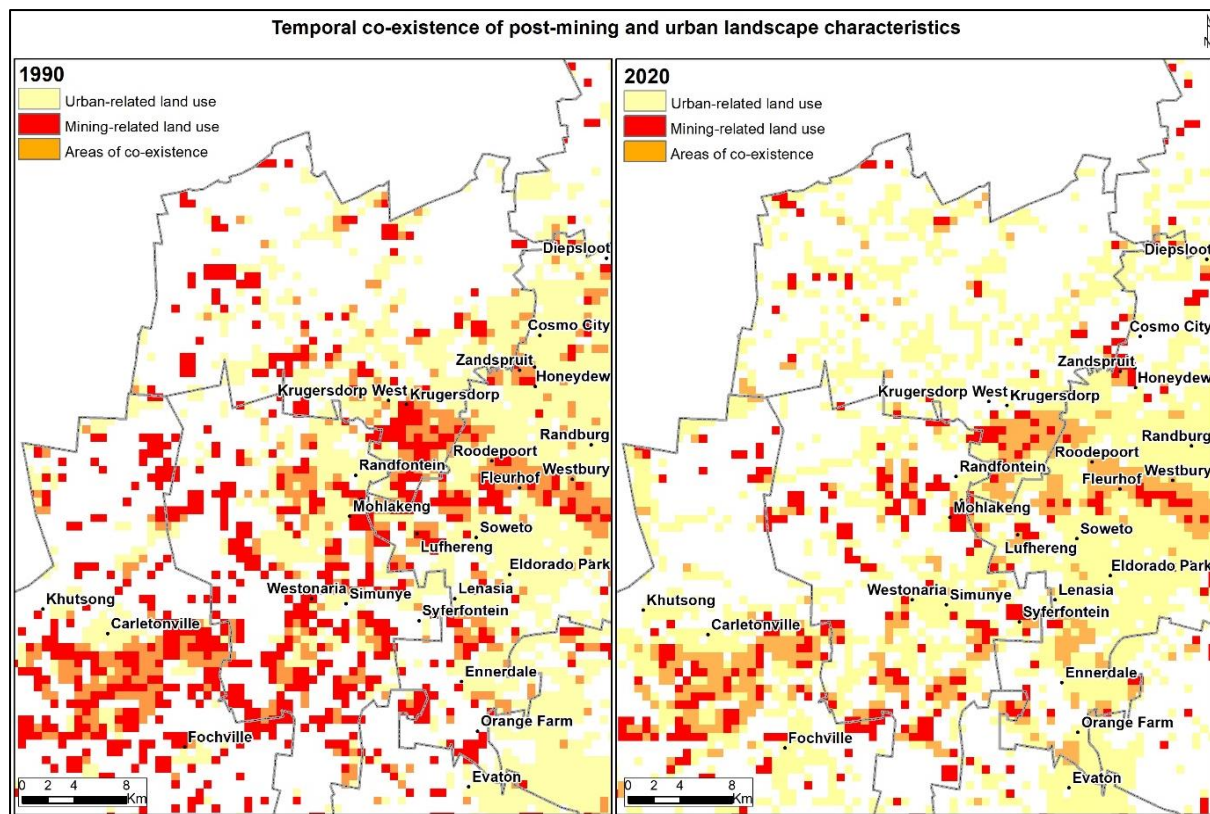 Temporal co-existence of post-mining and urban landscape characteristics
N
1990
Urban-related land use
Mining-related land use
Areas of co-existence
Diepsloot
Cosmo City
Zandspruit
Honeydew
Krugersdorp West Krugersdorp
Randburg
Roodepoort
Randfontein
Westbury
Fleurhof
Mohlakeng
Soweto
Lufhereng
Eldorado Park
Westonaria
Simunye
Lenasia
Khutsong
Syferfontein
Carletonville
Ennerdale
Orange Farm
Fochville
Evaton
0 2 4 8
Km
2020
Urban-related land use
Mining-related land use
Areas of co-existence
Diepsloot
Cosmo City
Zandspruit
Honeydew
Krugersdorp West Krugersdorp
Randburg
Roodepoort
Randfontein
Westbury
Fleurhof
Mohlakeng
Soweto
Lufhereng
Eldorado Park
Westonaria
Simunye
Lenasia
Khutsong
Syferfontein
Carletonville
Ennerdale
Orange Farm
Fochville
Evaton
0 2 4 8
Km